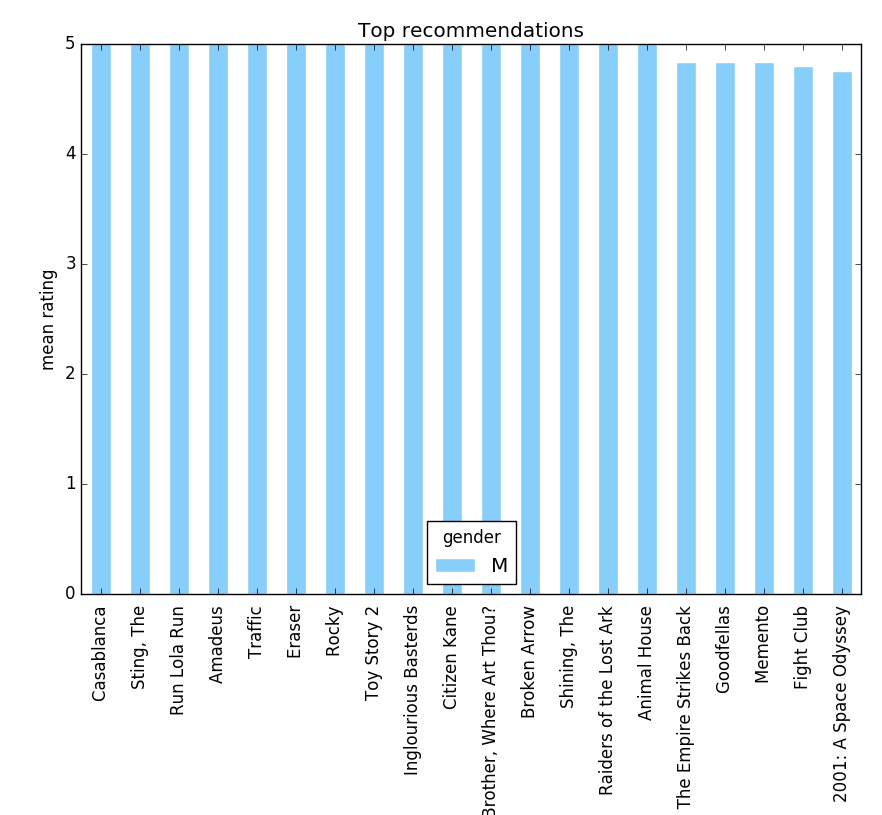 Top recommendations
5
4
3
2
1
0
mean rating
gender
M
Casablanca
Sting, The
Run Lola Run
Amadeus
Traffic
Eraser
Rocky
Toy Story 2
Inglourious Basterds
Citizen Kane
Brother, Where Art Thou?
Broken Arrow
Shining, The
Raiders of the Lost Ark
Animal House
The Empire Strikes Back
Goodfellas
Memento
Fight Club
2001: A Space Odyssey